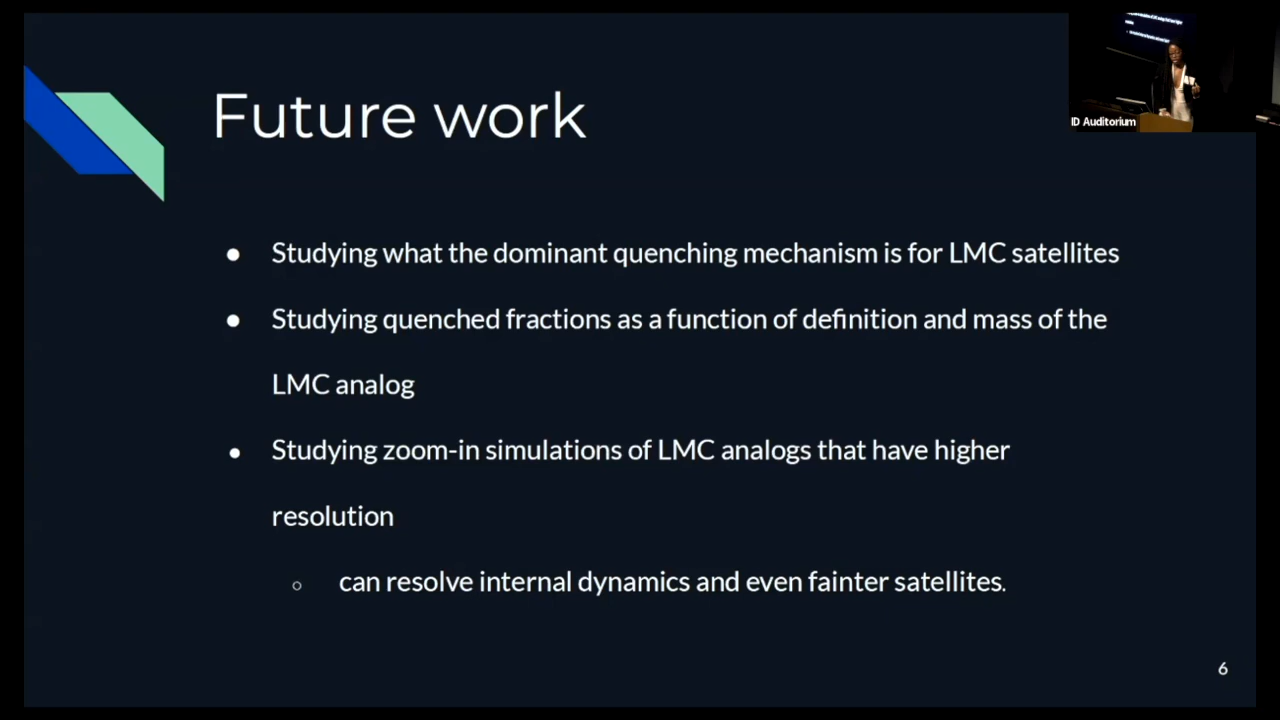 ID Auditorium
Future work
● Studying what the dominant quenching mechanism is for LMC satellites
● Studying quenched fractions as a function of definition and mass of the
LMC analog
● Studying zoom-in simulations of LMC analogs that have higher
resolution
○ can resolve internal dynamics and even fainter satellites.
6